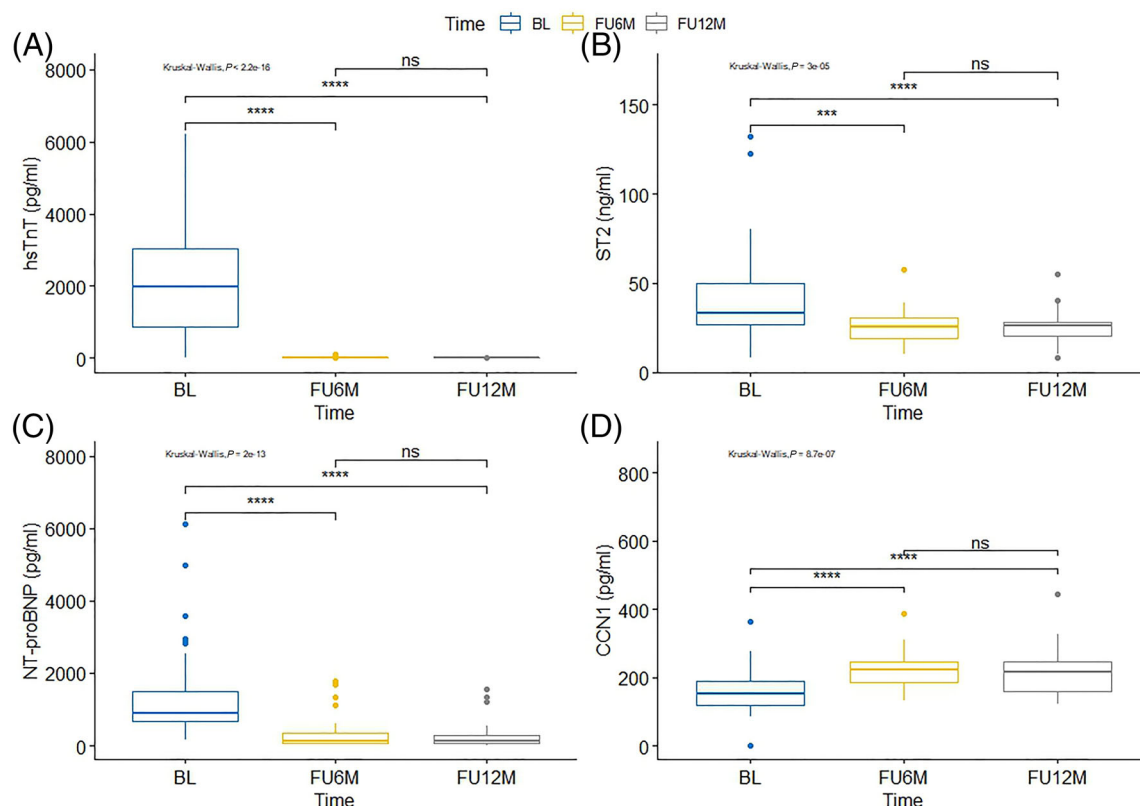 Time BL FU6M FU12M
(A)
Kruskal-Wallis, P < 2.2e-16
ns
****
****
8000
6000
4000
2000
0
hsTnT (pg/ml)
BL FU6M FU12M
Time
(B)
Kruskal-Wallis, P = 3e-05
ns
****
***
150
100
50
0
ST2 (ng/ml)
BL FU6M FU12M
Time
(C)
Kruskal-Wallis, P = 2e-13
ns
****
****
8000
6000
4000
2000
0
NT-proBNP (pg/ml)
BL FU6M FU12M
Time
(D)
Kruskal-Wallis, P = 8.7e-07
ns
****
****
800
600
400
200
0
CCN1 (pg/ml)
BL FU6M FU12M
Time